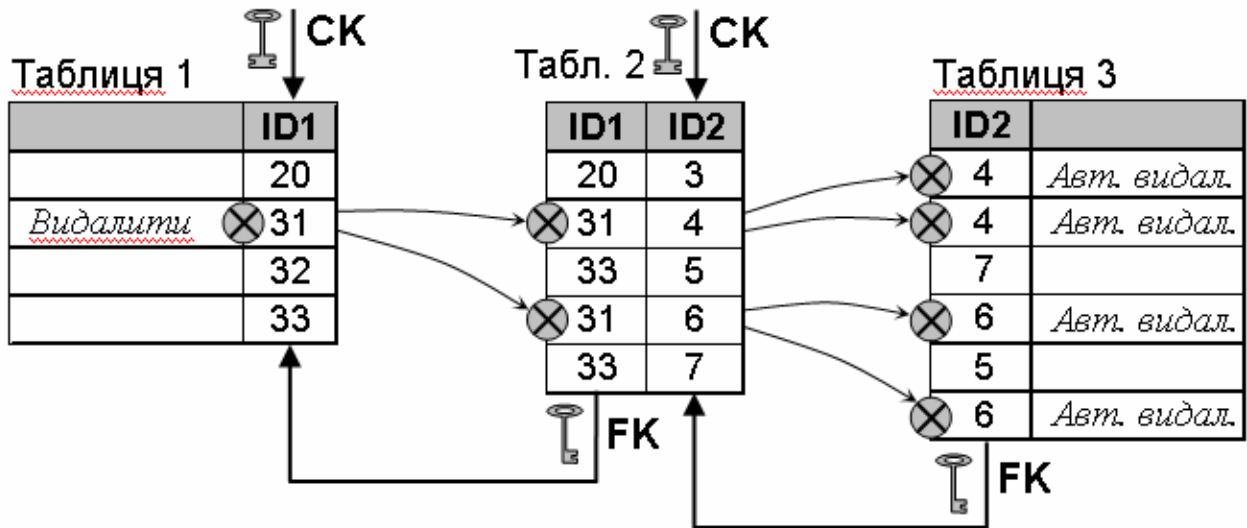 CK CK
Таблиця 1 Табл. 2 Таблиця 3
ID1 ID1 ID2 ID2
20 20 3 4 Авт. видал.
Видалити 31 31 4 4 Авт. видал.
32 33 5 7
33 31 6 6 Авт. видал.
33 7 5
6 Авт. видал.
FK
FK